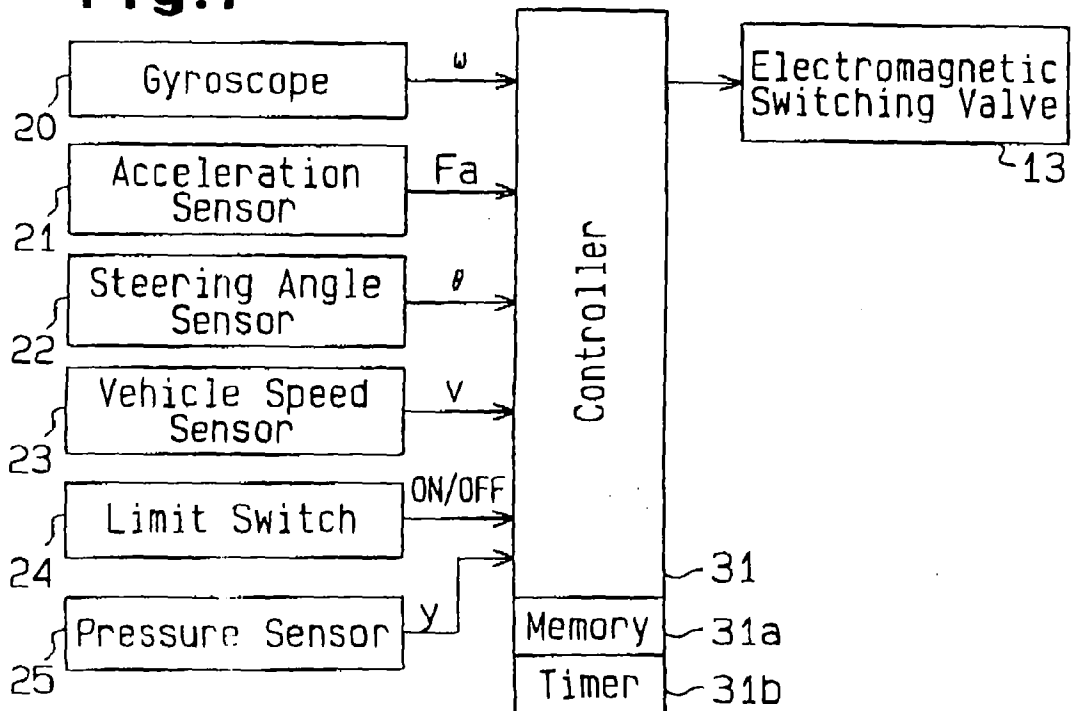 Fig.7
Gyroscope
ω
20
Acceleration
Sensor
Fa
21
Steering Angle
Sensor
θ
22
Vehicle Speed
Sensor
V
23
Limit Switch
ON/OFF
24
Pressure Sensor
y
25
Controller
31
Memory
31a
Timer
31b
Electromagnetic
Switching Valve
13